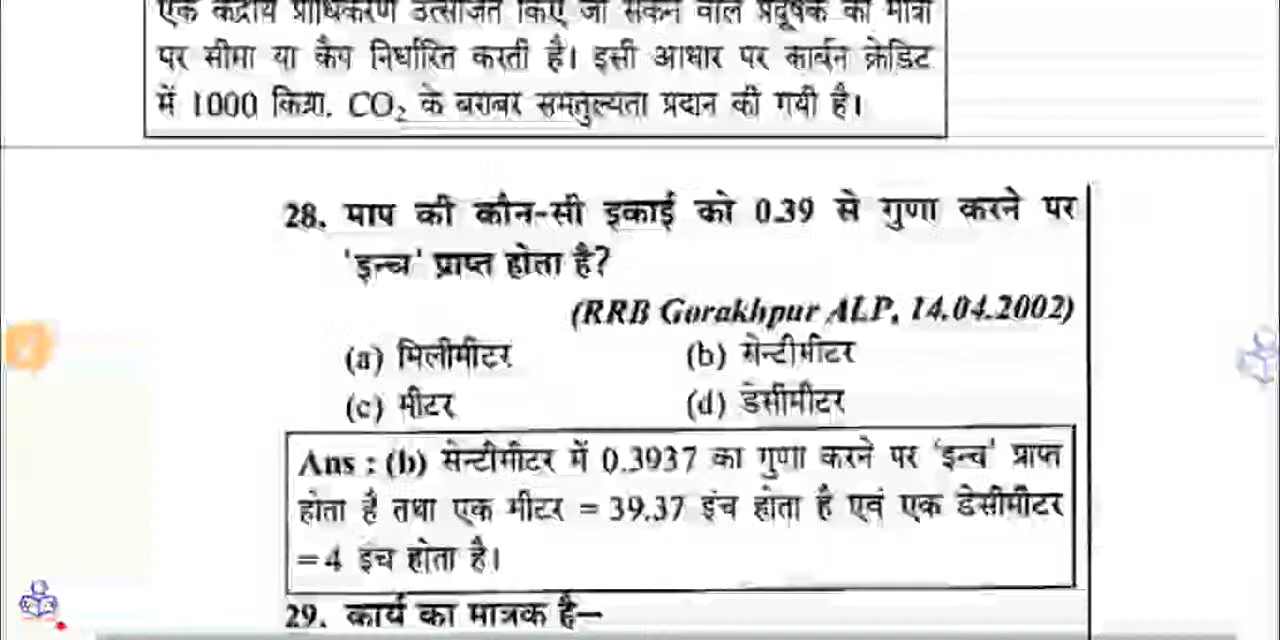 एक केंद्रीय प्राधिकरण उत्सर्जित किए जा सकने वाले प्रदूषक की मात्रा
पर सीमा या कैप निर्धारित करती है। इसी आधार पर कार्बन क्रेडिट
में 1000 किग्रा. CO₂ के बराबर समतुल्यता प्रदान की गयी है।
28. माप की कौन-सी इकाई को 0.39 से गुणा करने पर
'इन्च' प्राप्त होता है?
(RRB Gorakhpur ALP, 14.04.2002)
(a) मिलीमीटर (b) सेन्टीमीटर
(c) मीटर (d) डेसीमीटर
Ans : (b) सेन्टीमीटर में 0.3937 का गुणा करने पर 'इन्च' प्राप्त
होता है तथा एक मीटर = 39.37 इंच होता है एवं एक डेसीमीटर
= 4 इंच होता है।
29. कार्य का मात्रक है—